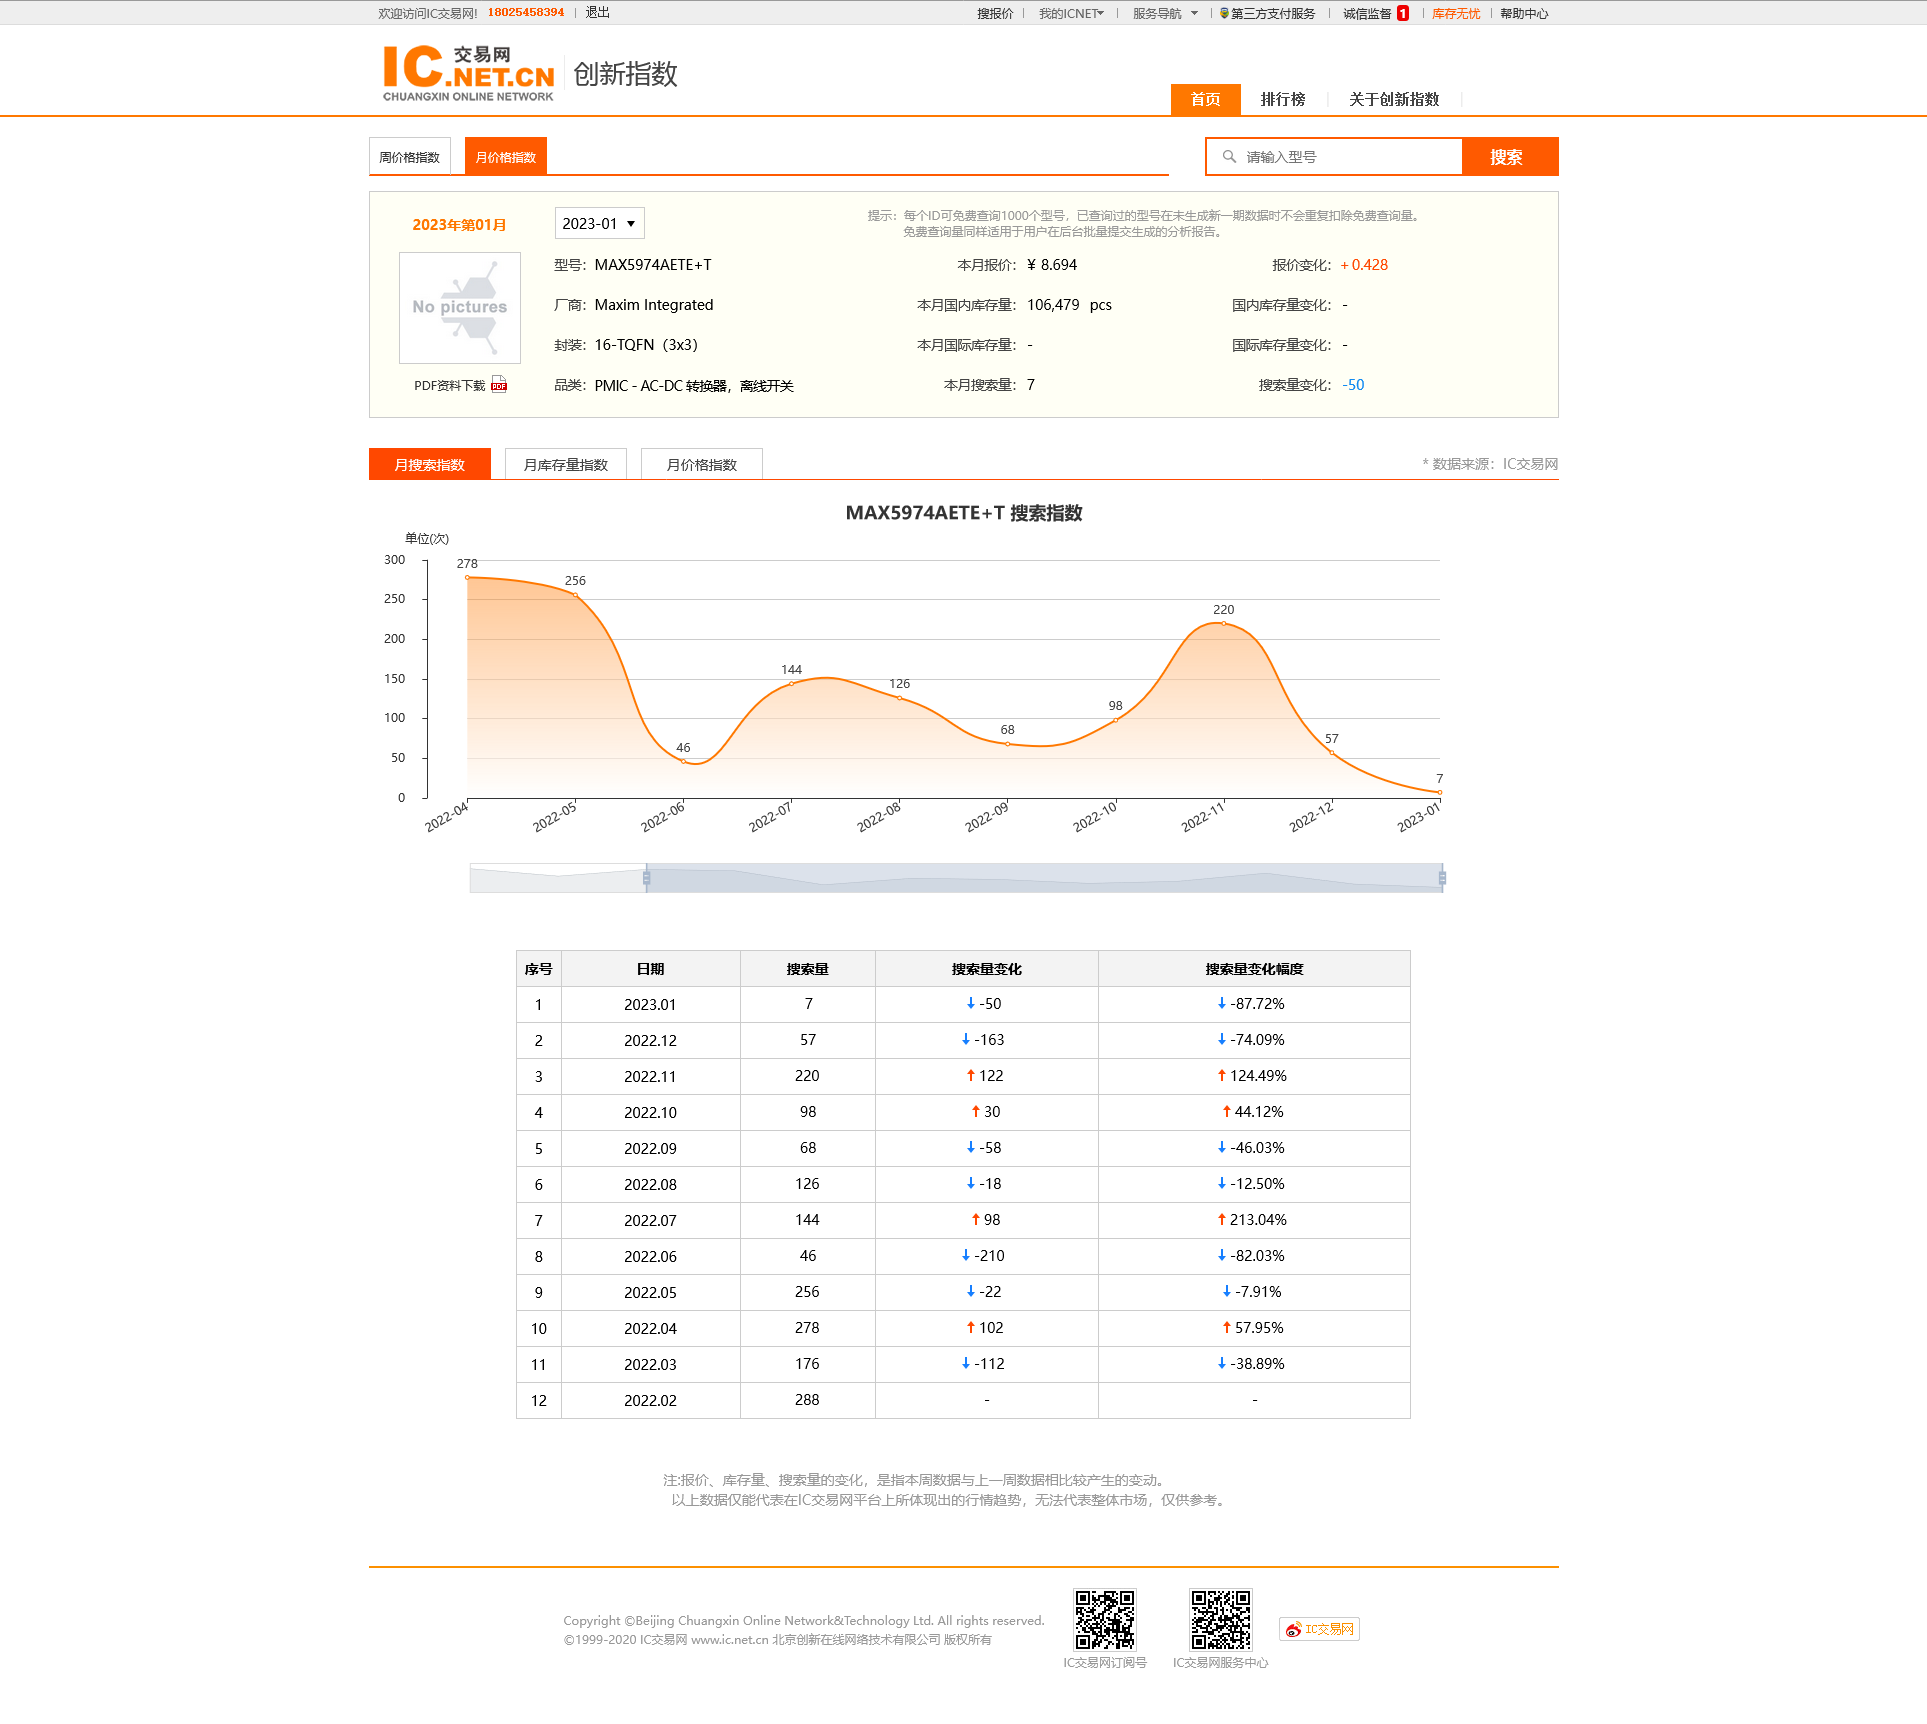 欢迎访问IC交易网! 18025458394 退出 搜报价 我的ICNET 服务导航 第三方支付服务 诚信监督 1 库存无忧 帮助中心
IC 交易网
.NET.CN
CHUANGXIN ONLINE NETWORK
创新指数
首页 排行榜 关于创新指数
周价格指数 月价格指数 请输入型号 搜索
2023年第01月 2023-01
提示：每个ID可免费查询1000个型号，已查询过的型号在未生成新一期数据时不会重复扣除免费查询量。
免费查询量同样适用于用户在后台批量提交生成的分析报告。
No pictures
PDF资料下载 PDF
型号：MAX5974AETE+T 本月报价：¥ 8.694 报价变化：+ 0.428
厂商：Maxim Integrated 本月国内库存量：106,479 pcs 国内库存量变化：-
封装：16-TQFN（3x3） 本月国际库存量：- 国际库存量变化：-
品类：PMIC - AC-DC 转换器，离线开关 本月搜索量：7 搜索量变化：-50
月搜索指数 月库存量指数 月价格指数 * 数据来源：IC交易网
MAX5974AETE+T 搜索指数
单位(次)
300
250
200
150
100
50
0
278 256 46 144 126 68 98 220 57 7
2022-04 2022-05 2022-06 2022-07 2022-08 2022-09 2022-10 2022-11 2022-12 2023-01
序号 日期 搜索量 搜索量变化 搜索量变化幅度
1 2023.01 7 ↓ -50 ↓ -87.72%
2 2022.12 57 ↓ -163 ↓ -74.09%
3 2022.11 220 ↑ 122 ↑ 124.49%
4 2022.10 98 ↑ 30 ↑ 44.12%
5 2022.09 68 ↓ -58 ↓ -46.03%
6 2022.08 126 ↓ -18 ↓ -12.50%
7 2022.07 144 ↑ 98 ↑ 213.04%
8 2022.06 46 ↓ -210 ↓ -82.03%
9 2022.05 256 ↓ -22 ↓ -7.91%
10 2022.04 278 ↑ 102 ↑ 57.95%
11 2022.03 176 ↓ -112 ↓ -38.89%
12 2022.02 288 - -
注:报价、库存量、搜索量的变化，是指本周数据与上一周数据相比较产生的变动。
以上数据仅能代表在IC交易网平台上所体现出的行情趋势，无法代表整体市场，仅供参考。
Copyright ©Beijing Chuangxin Online Network&Technology Ltd. All rights reserved.
©1999-2020 IC交易网 www.ic.net.cn 北京创新在线网络技术有限公司 版权所有
IC交易网订阅号 IC交易网服务中心
IC交易网